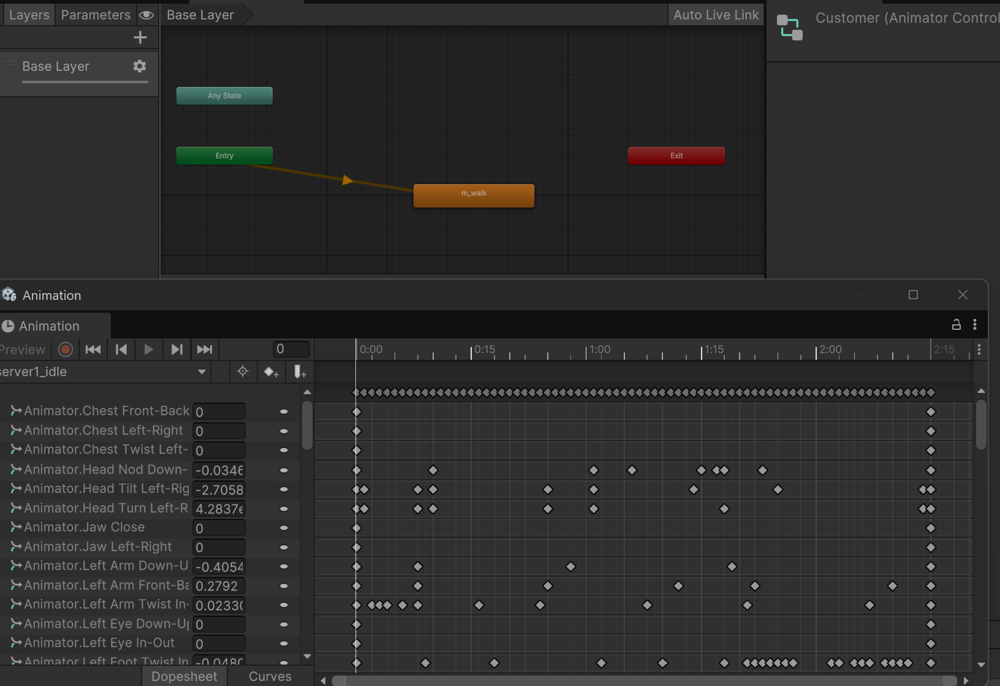 Layers Parameters Base Layer Auto Live Link Customer (Animator Control
Base Layer
Any State
Entry Exit
m_walk
Animation
Animation
Preview 0 0:00 0:15 1:00 1:15 2:00 2:15
server1_idle
Animator.Chest Front-Back 0
Animator.Chest Left-Right 0
Animator.Chest Twist Left- 0
Animator.Head Nod Down- -0.0346
Animator.Head Tilt Left-Rig -2.7058
Animator.Head Turn Left-R 4.2837e
Animator.Jaw Close 0
Animator.Jaw Left-Right 0
Animator.Left Arm Down-U -0.4054
Animator.Left Arm Front-Ba 0.2792
Animator.Left Arm Twist In- 0.02330
Animator.Left Eye Down-Up 0
Animator.Left Eye In-Out 0
Animator.Left Foot Twist In -0.0480
Dopesheet Curves